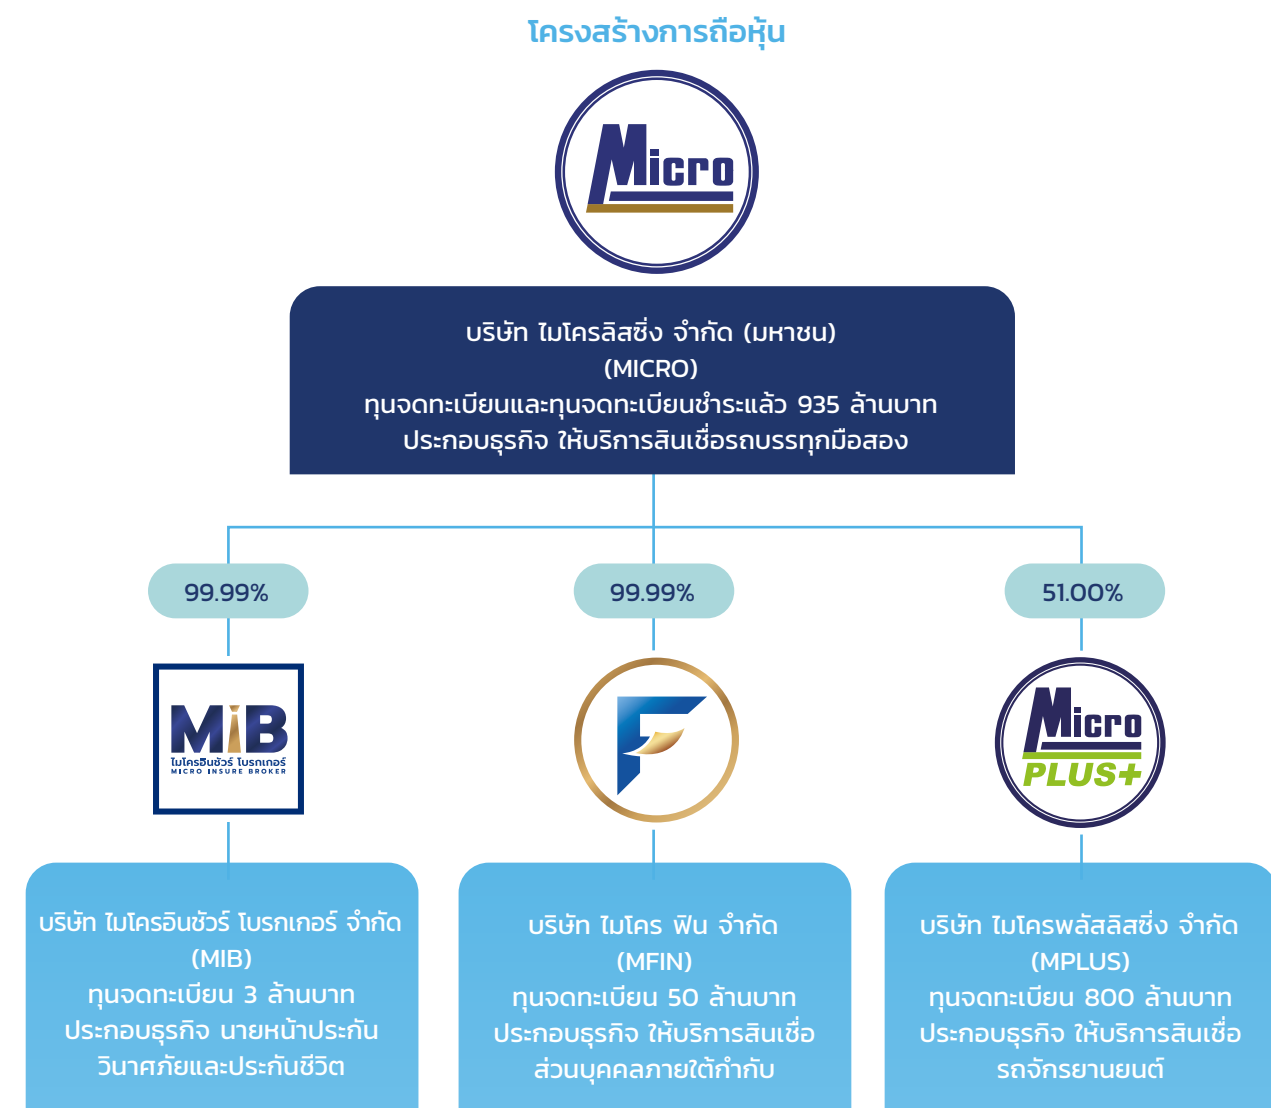 โครงสร้างการถือหุ้น
Micro
บริษัท ไมโครลิสซิ่ง จำกัด (มหาชน)
(MICRO)
ทุนจดทะเบียนและทุนจดทะเบียนชำระแล้ว 935 ล้านบาท
ประกอบธุรกิจ ให้บริการสินเชื่อรถบรรทุกมือสอง
99.99%
99.99%
51.00%
MiB
ไมโครอินชัวร์ โบรกเกอร์
MICRO INSURE BROKER
F
Micro
PLUS+
บริษัท ไมโครอินชัวร์ โบรกเกอร์ จำกัด
(MIB)
ทุนจดทะเบียน 3 ล้านบาท
ประกอบธุรกิจ นายหน้าประกัน
วินาศภัยและประกันชีวิต
บริษัท ไมโคร ฟิน จำกัด
(MFIN)
ทุนจดทะเบียน 50 ล้านบาท
ประกอบธุรกิจ ให้บริการสินเชื่อ
ส่วนบุคคลภายใต้กำกับ
บริษัท ไมโครพลัสลิสซิ่ง จำกัด
(MPLUS)
ทุนจดทะเบียน 800 ล้านบาท
ประกอบธุรกิจ ให้บริการสินเชื่อ
รถจักรยานยนต์